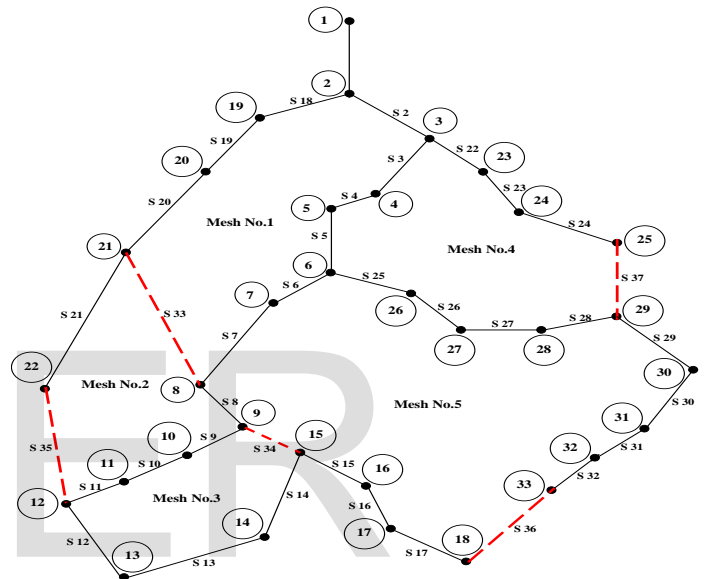 1
2
S 18
19
S 2
3
S 19
S 22
S 3
23
20
S 23
4
24
S 4
5
S 20
Mesh No.1
S 24
S 5
25
21
Mesh No.4
6
S 37
S 25
S 6
7
26
S 26
S 21
S 33
29
S 28
S 27
S 7
S 29
27
28
22
Mesh No.2
30
8
S 8
Mesh No.5
S 30
9
31
10
S 9
S 34
15
S 31
S 35
32
11
S 10
S 15
16
S 32
33
S 11
12
Mesh No.3
S 14
S 16
14
17
S 36
S 12
S 17
18
13
S 13
ER